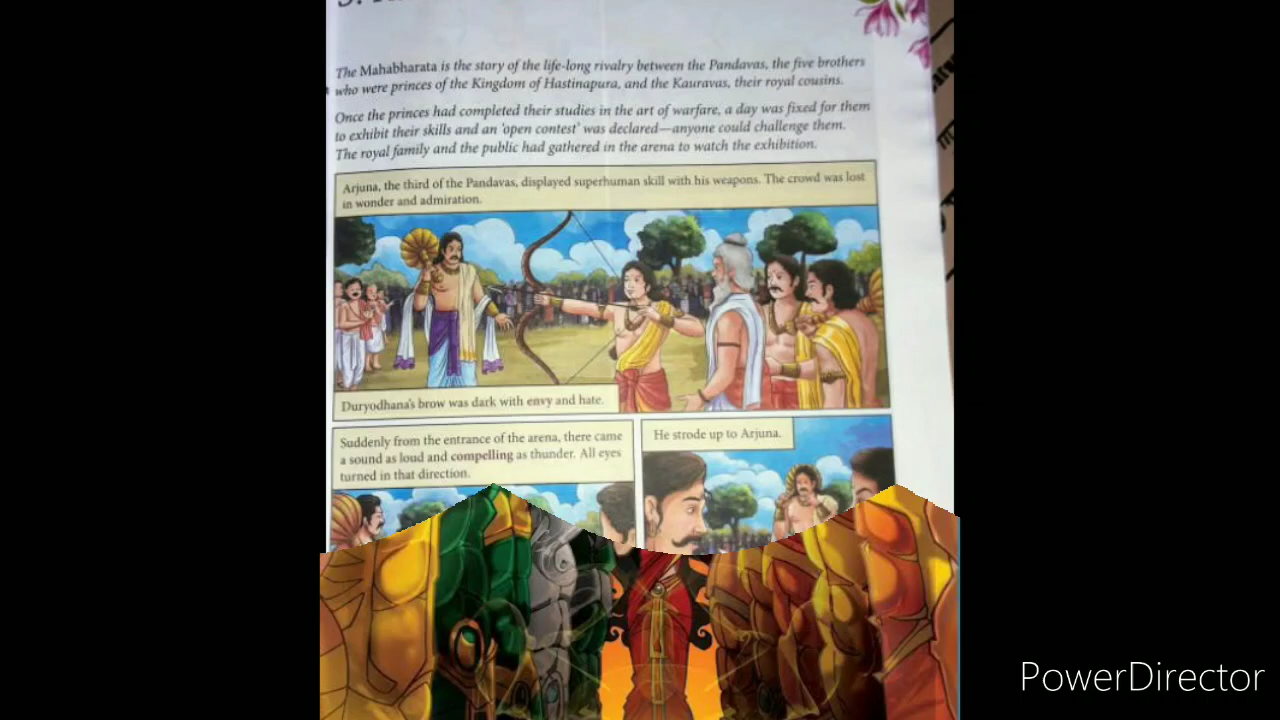 The Mahabharata is the story of the life-long rivalry between the Pandavas, the five brothers
who were princes of the Kingdom of Hastinapura, and the Kauravas, their royal cousins.
Once the princes had completed their studies in the art of warfare, a day was fixed for them
to exhibit their skills and an 'open contest' was declared—anyone could challenge them.
The royal family and the public had gathered in the arena to watch the exhibition.
Arjuna, the third of the Pandavas, displayed superhuman skill with his weapons. The crowd was lost
in wonder and admiration.
Duryodhana's brow was dark with envy and hate.
Suddenly from the entrance of the arena, there came
a sound as loud and compelling as thunder. All eyes
turned in that direction.
He strode up to Arjuna.
PowerDirector